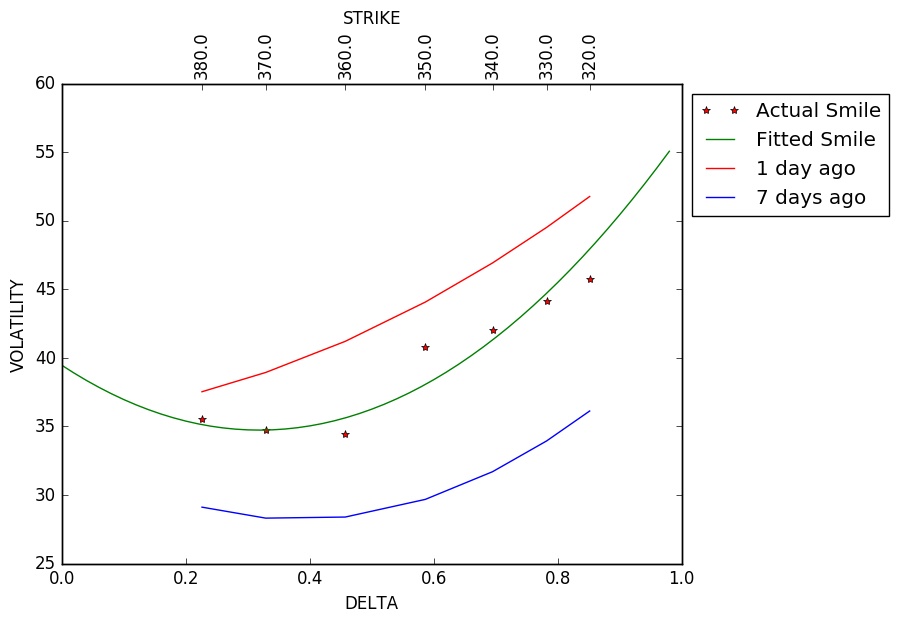 STRIKE
380.0 370.0 360.0 350.0 340.0 330.0 320.0
60
55
50
45
40
35
30
25
VOLATILITY
0.0 0.2 0.4 0.6 0.8 1.0
DELTA
Actual Smile
Fitted Smile
1 day ago
7 days ago